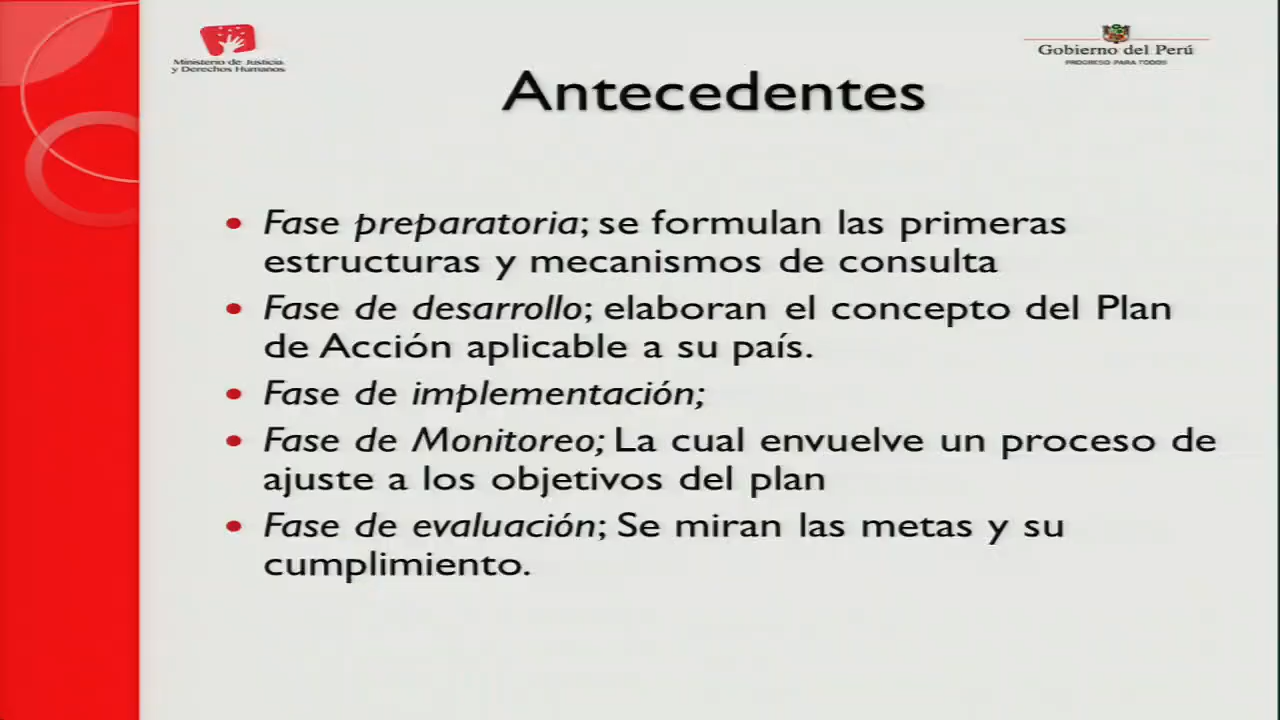 Ministerio de Justicia
y Derechos Humanos
Gobierno del Perú
PROGRESO PARA TODOS
Antecedentes
• Fase preparatoria; se formulan las primeras
estructuras y mecanismos de consulta
• Fase de desarrollo; elaboran el concepto del Plan
de Acción aplicable a su país.
• Fase de implementación;
• Fase de Monitoreo; La cual envuelve un proceso de
ajuste a los objetivos del plan
• Fase de evaluación; Se miran las metas y su
cumplimiento.